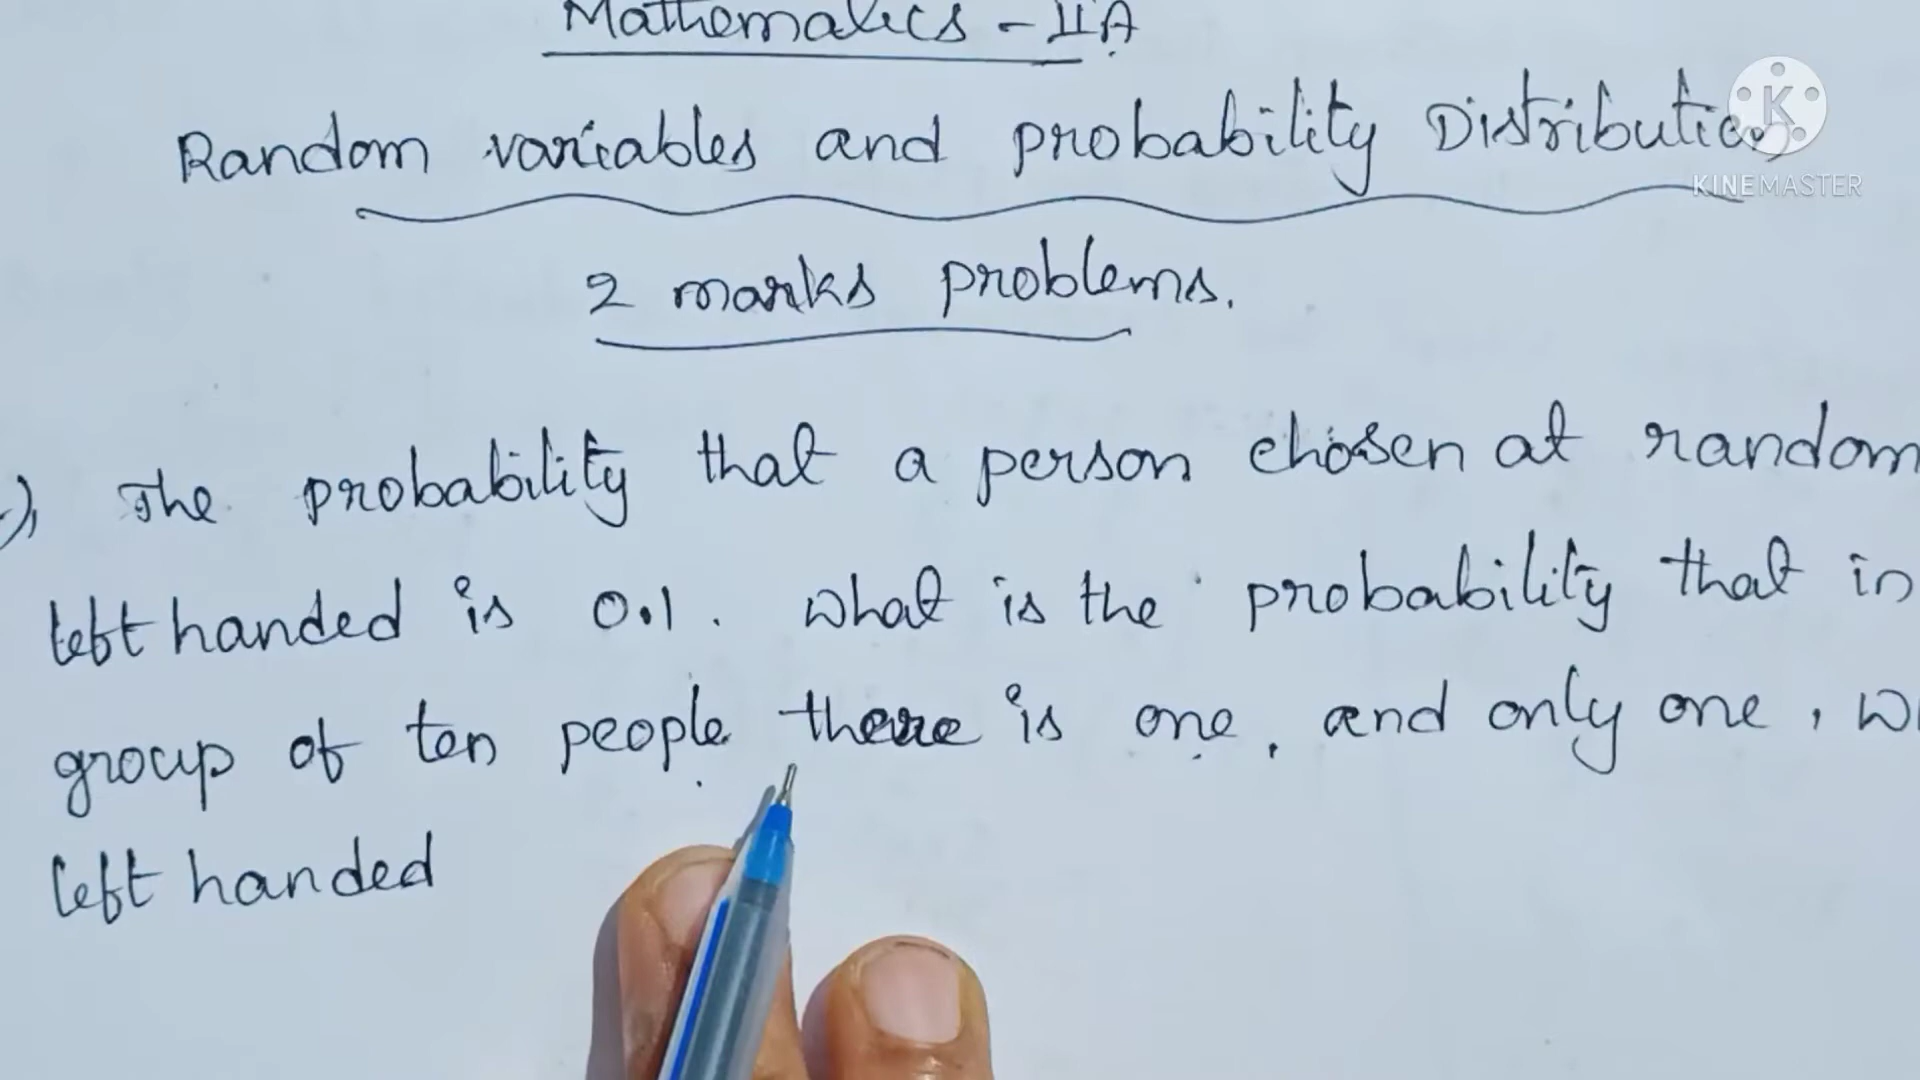 Mathematics - IIA
Random variables and probability Distribution
KINEMASTER
2 marks problems.
The probability that a person chosen at random
left handed is 0.1. what is the probability that in
group of ten people there is one, and only one,
left handed